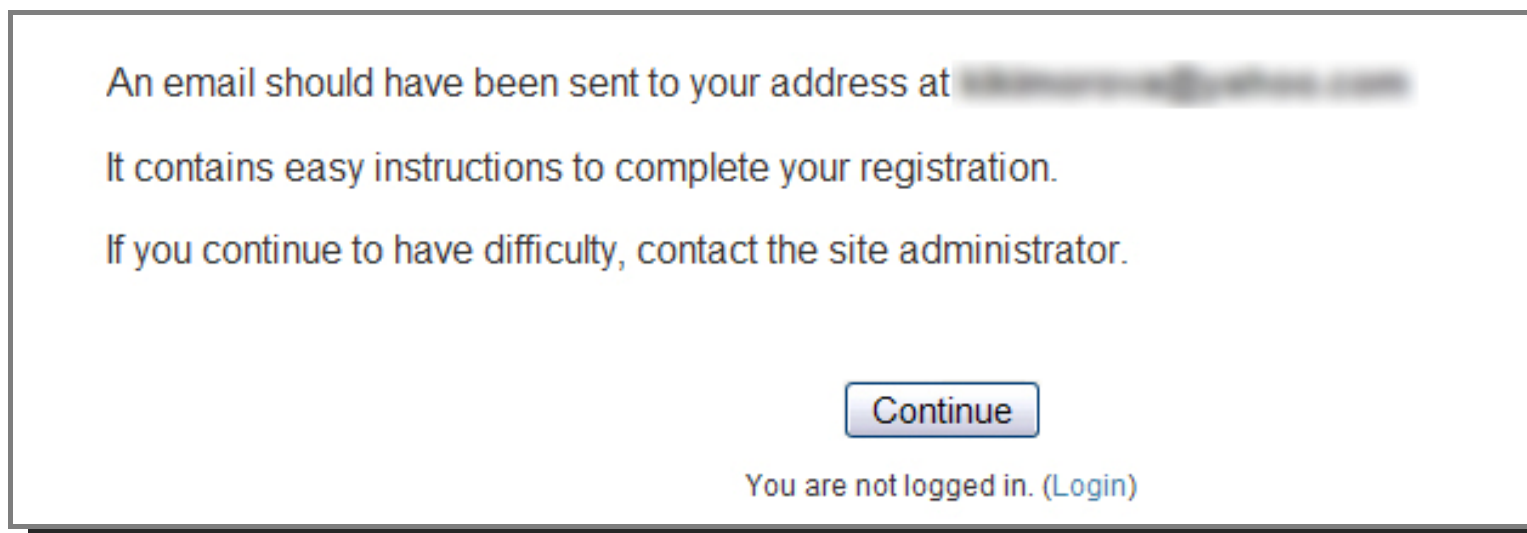 An email should have been sent to your address at
It contains easy instructions to complete your registration.
If you continue to have difficulty, contact the site administrator.
Continue
You are not logged in. (Login)